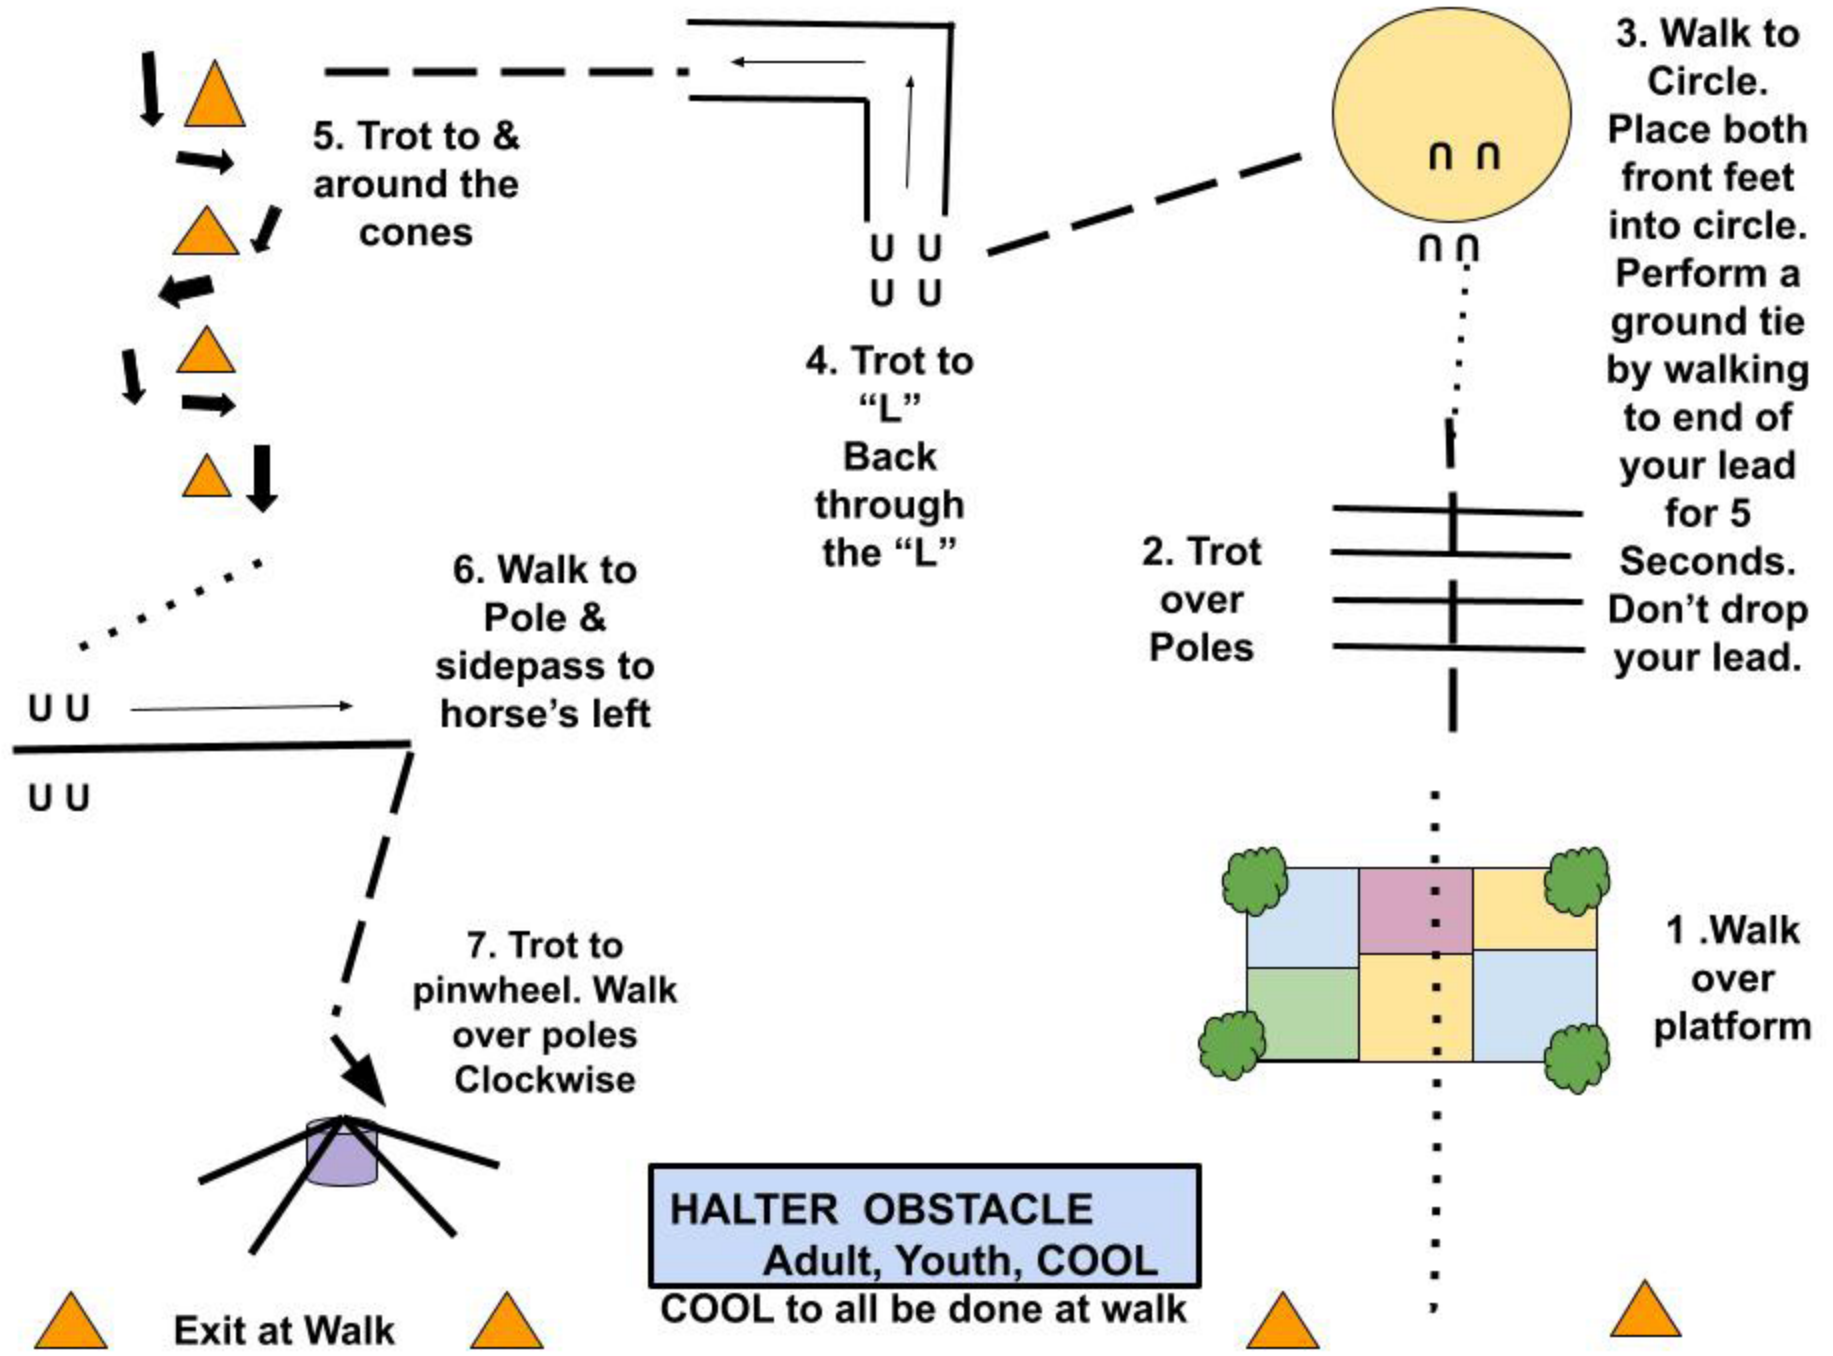 3. Walk to
Circle.
Place both
front feet
into circle.
Perform a
ground tie
by walking
to end of
your lead
for 5
Seconds.
Don't drop
your lead.
5. Trot to &
around the
cones
U U
U U
4. Trot to
“L”
Back
through
the “L”
2. Trot
over
Poles
6. Walk to
Pole &
sidepass to
horse's left
U U
U U
7. Trot to
pinwheel. Walk
over poles
Clockwise
1 .Walk
over
platform
HALTER OBSTACLE
Adult, Youth, COOL
COOL to all be done at walk
Exit at Walk